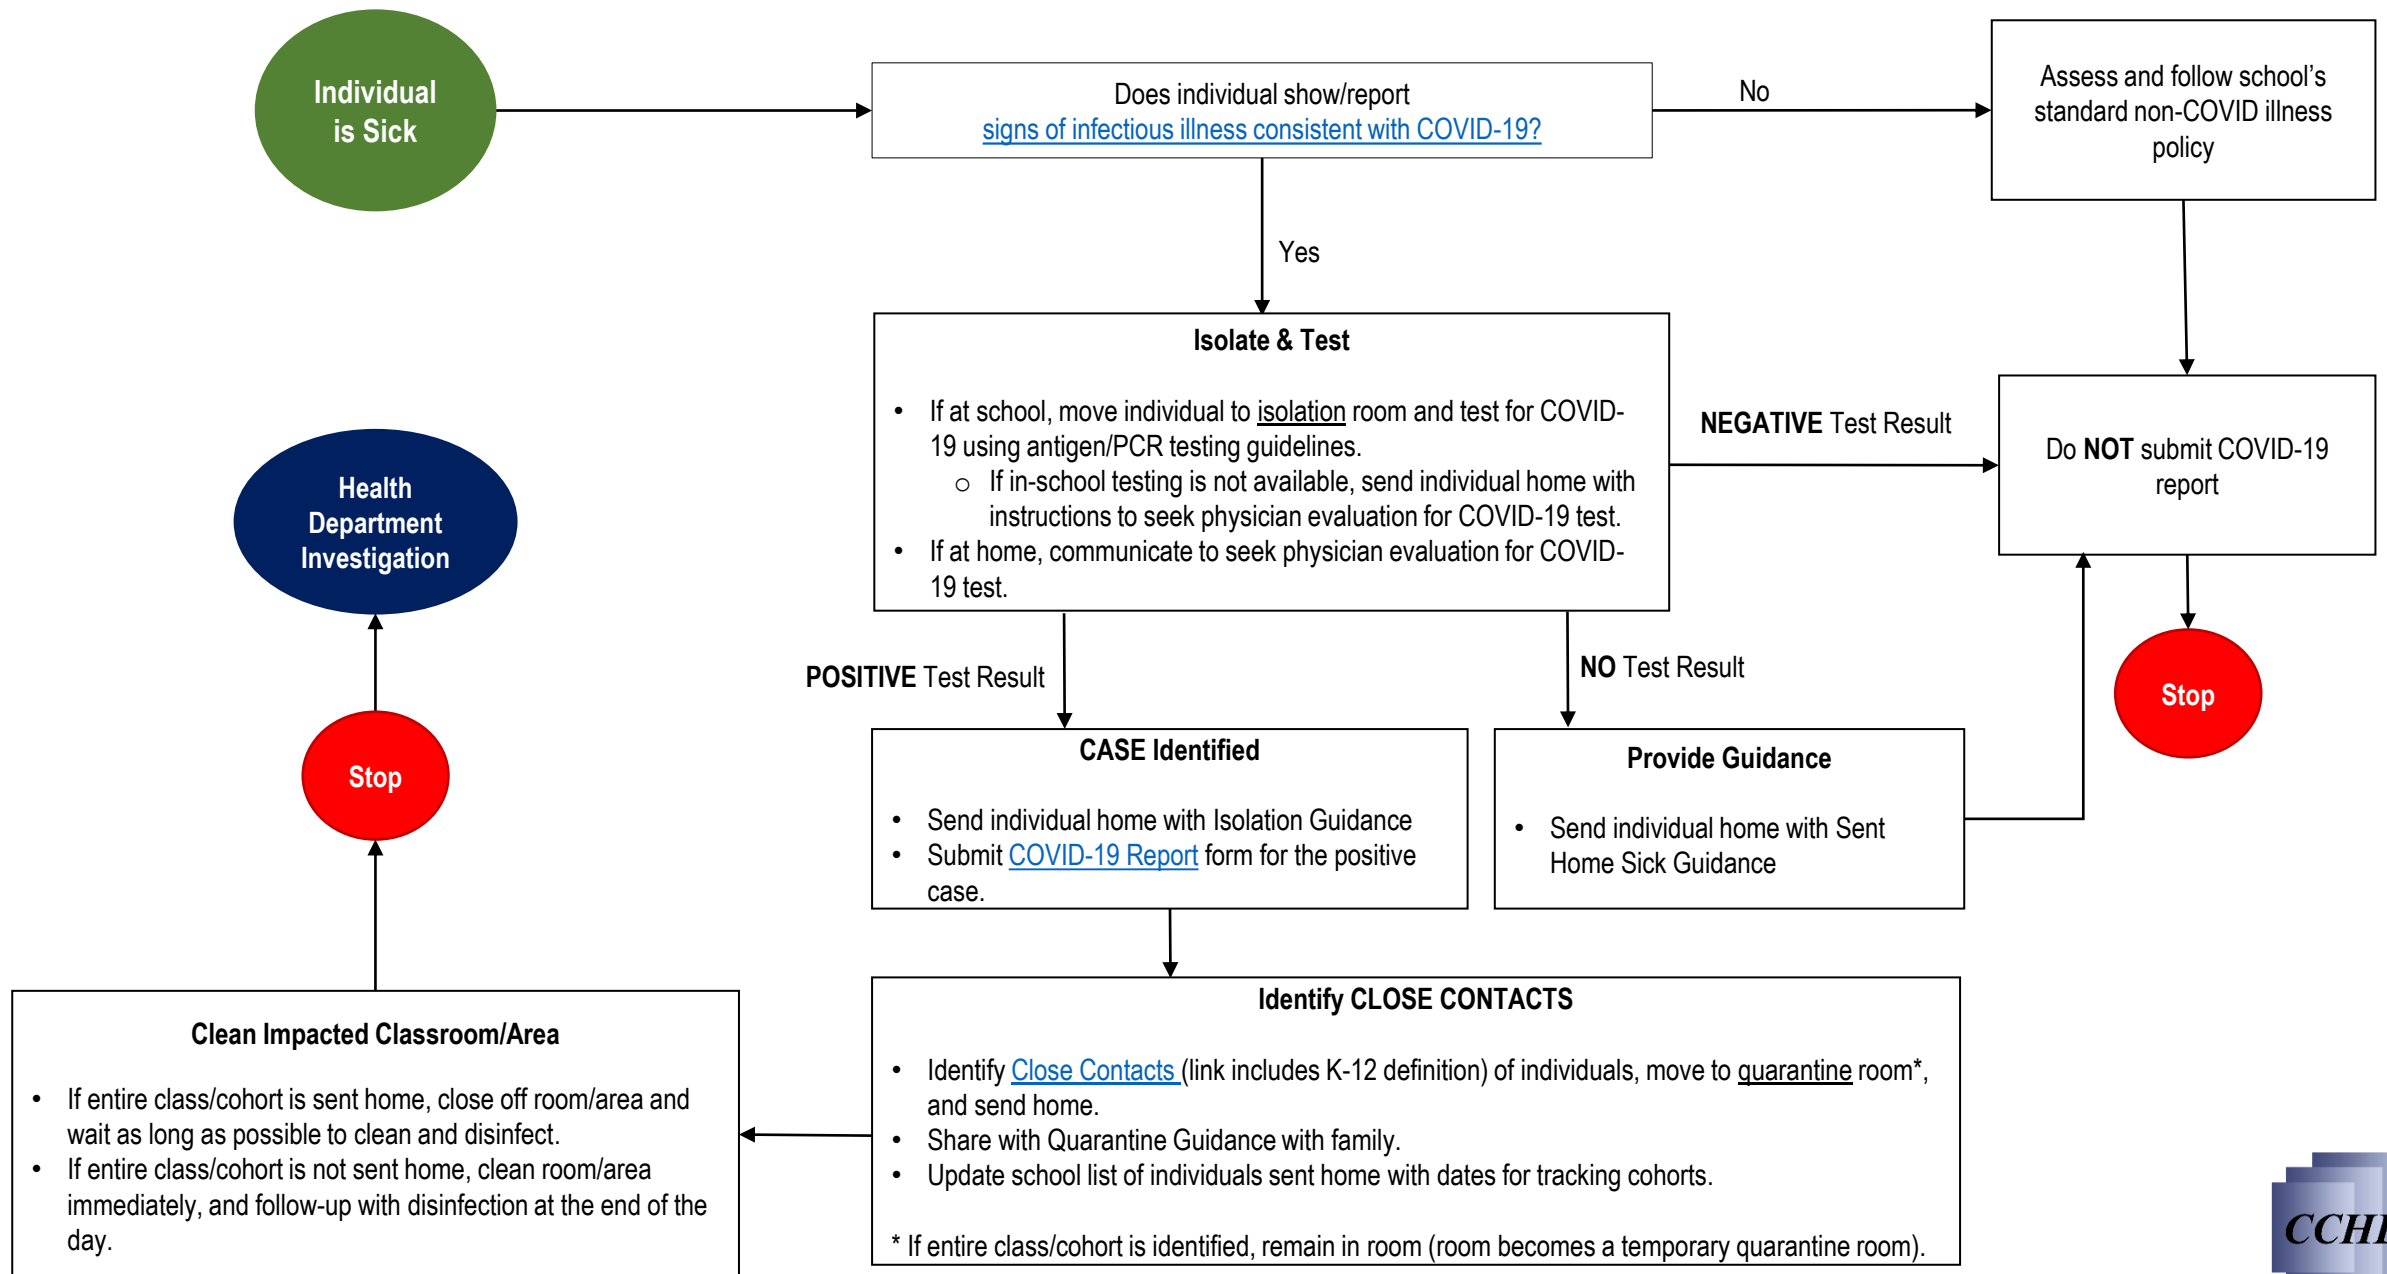 Individual
is Sick
Does individual show/report
signs of infectious illness consistent with COVID-19?
No
Assess and follow school's
standard non-COVID illness
policy
Yes
Isolate & Test
• If at school, move individual to isolation room and test for COVID-
19 using antigen/PCR testing guidelines.
o If in-school testing is not available, send individual home with
instructions to seek physician evaluation for COVID-19 test.
• If at home, communicate to seek physician evaluation for COVID-
19 test.
NEGATIVE Test Result
Do NOT submit COVID-19
report
Stop
Health
Department
Investigation
Stop
POSITIVE Test Result
NO Test Result
CASE Identified
• Send individual home with Isolation Guidance
• Submit COVID-19 Report form for the positive
case.
Provide Guidance
• Send individual home with Sent
Home Sick Guidance
Identify CLOSE CONTACTS
• Identify Close Contacts (link includes K-12 definition) of individuals, move to quarantine room*,
and send home.
• Share with Quarantine Guidance with family.
• Update school list of individuals sent home with dates for tracking cohorts.
* If entire class/cohort is identified, remain in room (room becomes a temporary quarantine room).
Clean Impacted Classroom/Area
• If entire class/cohort is sent home, close off room/area and
wait as long as possible to clean and disinfect.
• If entire class/cohort is not sent home, clean room/area
immediately, and follow-up with disinfection at the end of the
day.